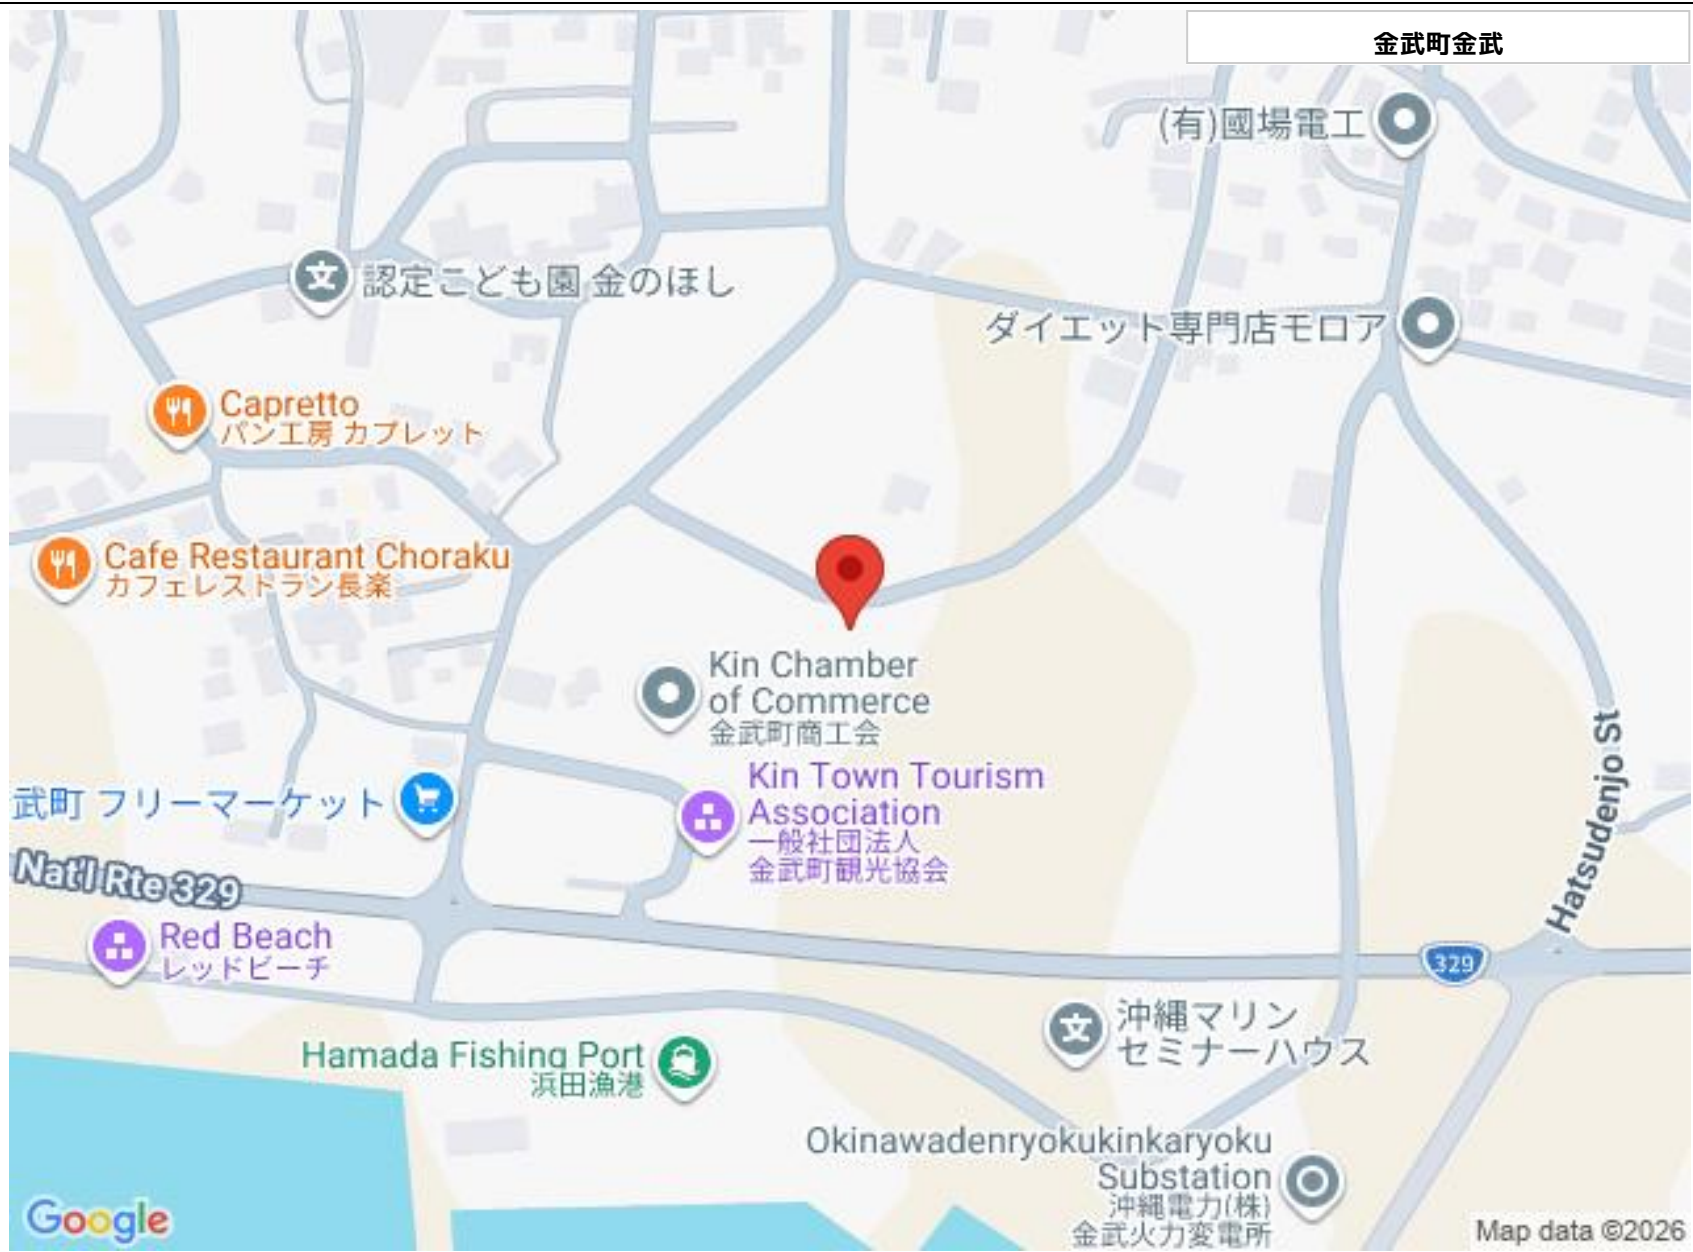 金武町金武
(有)國場電工
認定こども園 金のほし
ダイエット専門店モロア
Capretto
パン工房 カプレット
Cafe Restaurant Choraku
カフェレストラン長楽
Kin Chamber
of Commerce
金武町商工会
Kin Town Tourism
Association
一般社団法人
金武町観光協会
武町 フリーマーケット
Hatsudenjo St
Nat'l Rte 329
Red Beach
レッドビーチ
329
沖縄マリン
セミナーハウス
Hamada Fishing Port
浜田漁港
Okinawadenryokukinkaryoku
Substation
沖縄電力(株)
金武火力変電所
Google
Map data ©2026